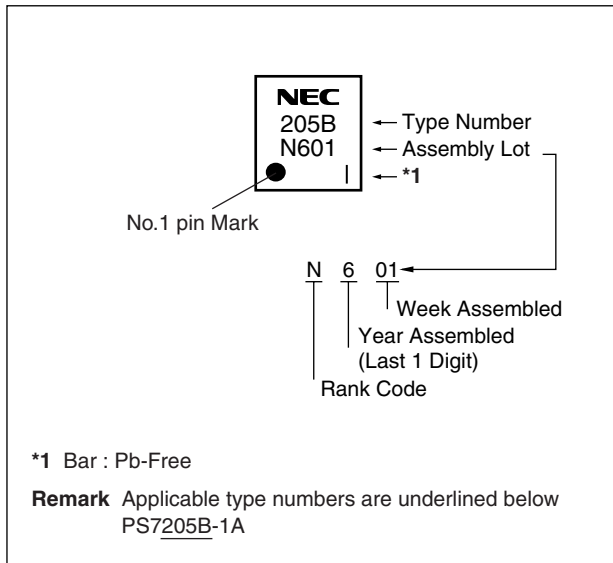 NEC
205B
N601
Type Number
Assembly Lot
*1
No.1 pin Mark
N 6 01
Week Assembled
Year Assembled
(Last 1 Digit)
Rank Code
*1 Bar : Pb-Free
Remark Applicable type numbers are underlined below
PS7205B-1A